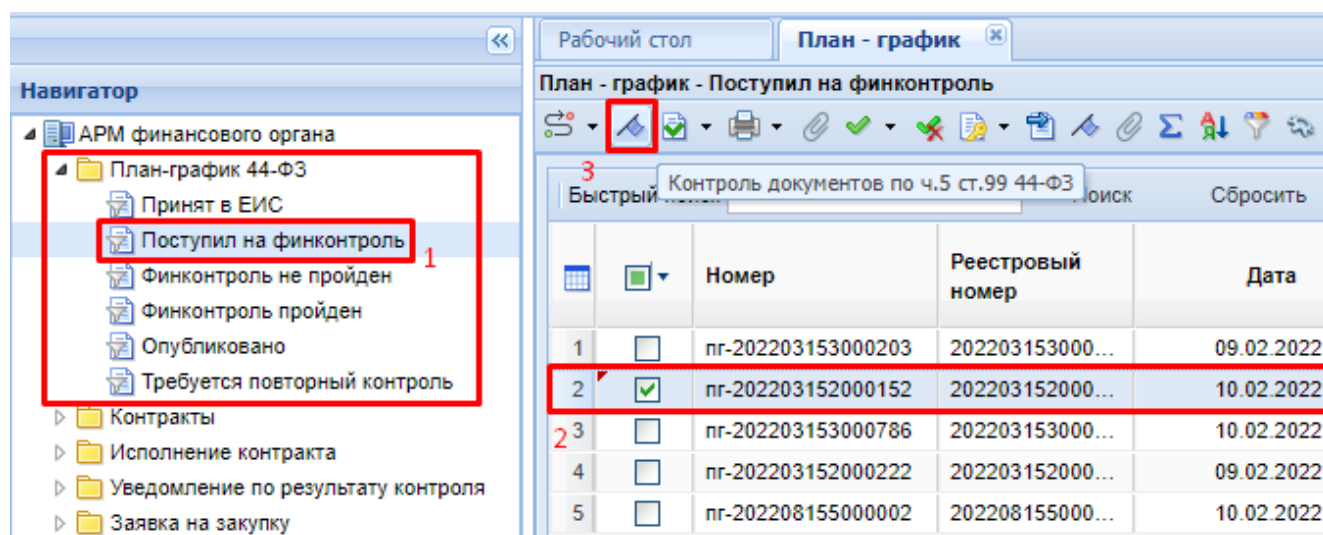 Рабочий стол
План - график
Навигатор
План - график - Поступил на финконтроль
АРМ финансового органа
План-график 44-ФЗ
Принят в ЕИС
Поступил на финконтроль
1
Финконтроль не пройден
Финконтроль пройден
Опубликовано
Требуется повторный контроль
Контракты
Исполнение контракта
Уведомление по результату контроля
Заявка на закупку
3
Контроль документов по ч.5 ст.99 44-ФЗ
Быстрый Поиск Сбросить
Номер Реестровый номер Дата
1 пг-202203153000203 202203153000... 09.02.2022
2 пг-202203152000152 202203152000... 10.02.2022
2
3 пг-202203153000786 202203153000... 10.02.2022
4 пг-202203152000222 202203152000... 09.02.2022
5 пг-202208155000002 202208155000... 10.02.2022